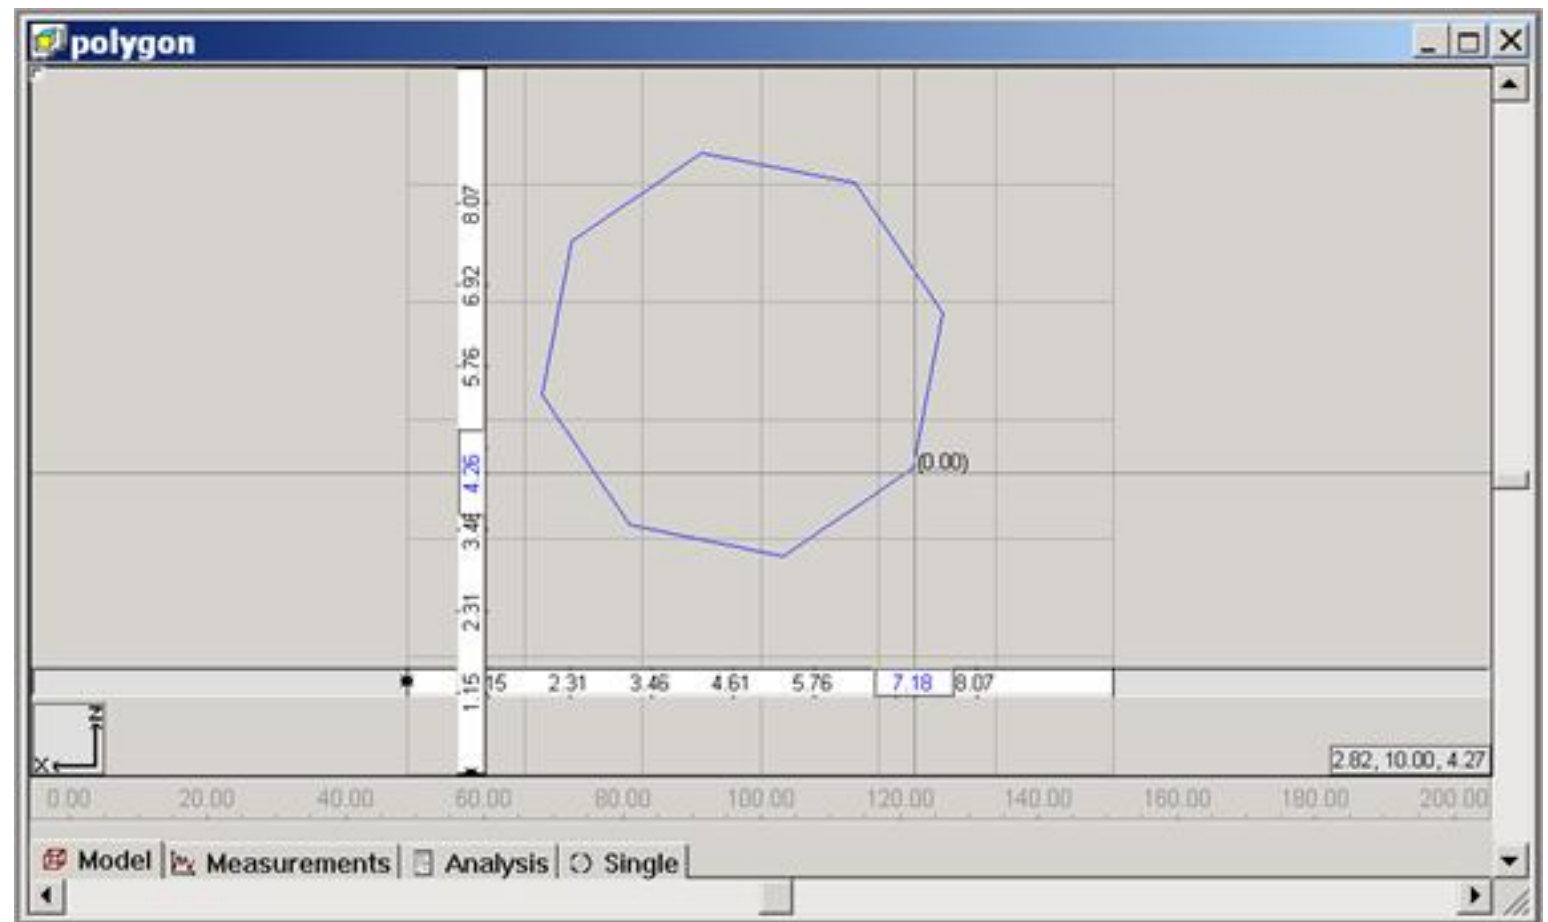 polygon
8.07
6.92
5.76
4.26
3.46
2.31
1.15
(0.00)
15 2.31 3.46 4.61 5.76 7.18 8.07
Z
X
2.82, 10.00, 4.27
0.00 20.00 40.00 60.00 80.00 100.00 120.00 140.00 160.00 180.00 200.00
Model Measurements Analysis Single